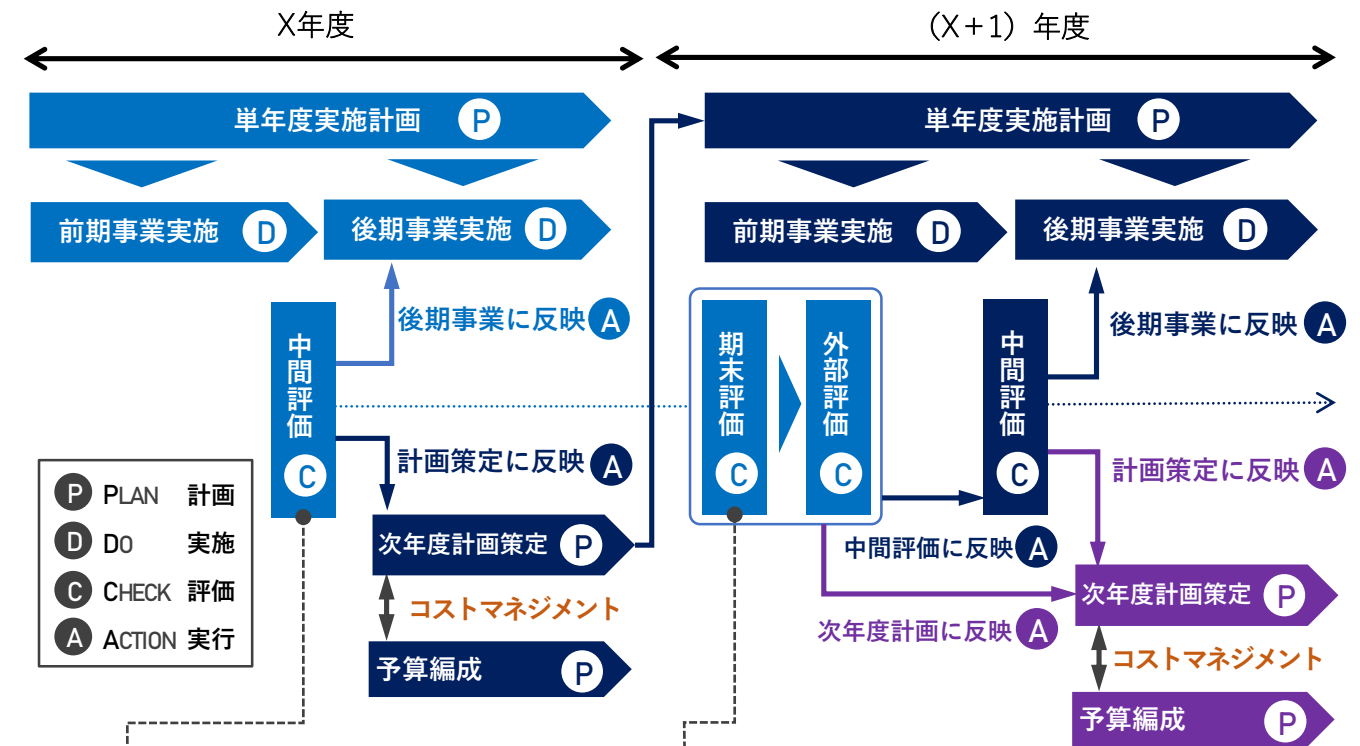 X年度
(X+1) 年度
単年度実施計画 P
単年度実施計画 P
前期事業実施 D
後期事業実施 D
前期事業実施 D
後期事業実施 D
後期事業に反映 A
後期事業に反映 A
中間評価 C
期末評価 C
外部評価 C
中間評価 C
計画策定に反映 A
計画策定に反映 A
P PLAN 計画
D DO 実施
C CHECK 評価
A ACTION 実行
次年度計画策定 P
中間評価に反映 A
次年度計画策定 P
コストマネジメント
次年度計画に反映 A
コストマネジメント
予算編成 P
予算編成 P